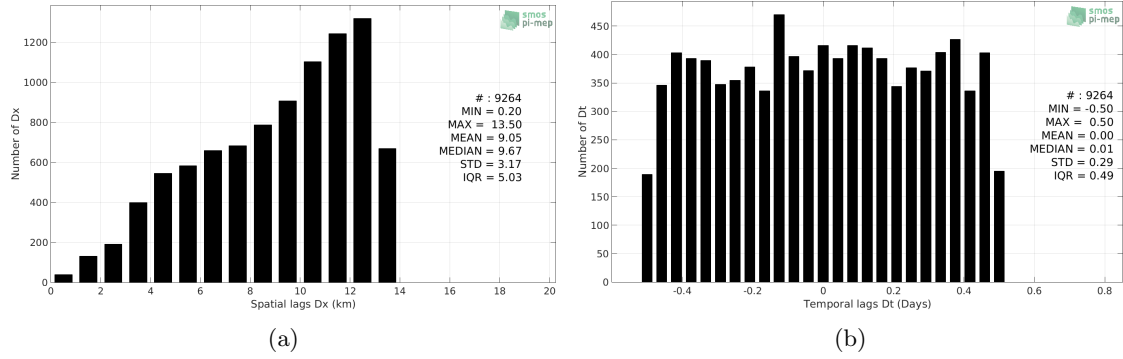 smos
pi-mep
1200
1000
800
600
400
200
0
0 2 4 6 8 10 12 14 16 18 20
Number of Dx
Spatial lags Dx (km)
# : 9264
MIN = 0.20
MAX = 13.50
MEAN = 9.05
MEDIAN = 9.67
STD = 3.17
IQR = 5.03
(a)
smos
pi-mep
450
400
350
300
250
200
150
100
50
0
-0.4 -0.2 0 0.2 0.4 0.6 0.8
Number of Dt
Temporal lags Dt (Days)
# : 9264
MIN = -0.50
MAX = 0.50
MEAN = 0.00
MEDIAN = 0.01
STD = 0.29
IQR = 0.49
(b)